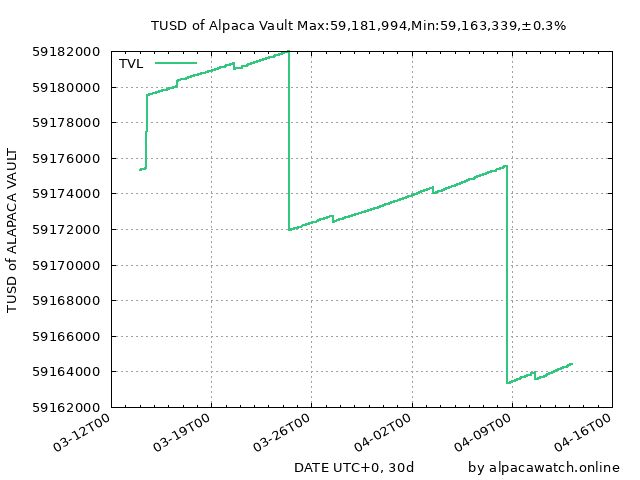 TUSD of Alpaca Vault Max:59,181,994,Min:59,163,339,±0.3%
TVL
TUSD of ALAPACA VAULT
59182000
59180000
59178000
59176000
59174000
59172000
59170000
59168000
59166000
59164000
59162000
03-12T00
03-19T00
03-26T00
04-02T00
04-09T00
04-16T00
DATE UTC+0, 30d
by alpacawatch.online